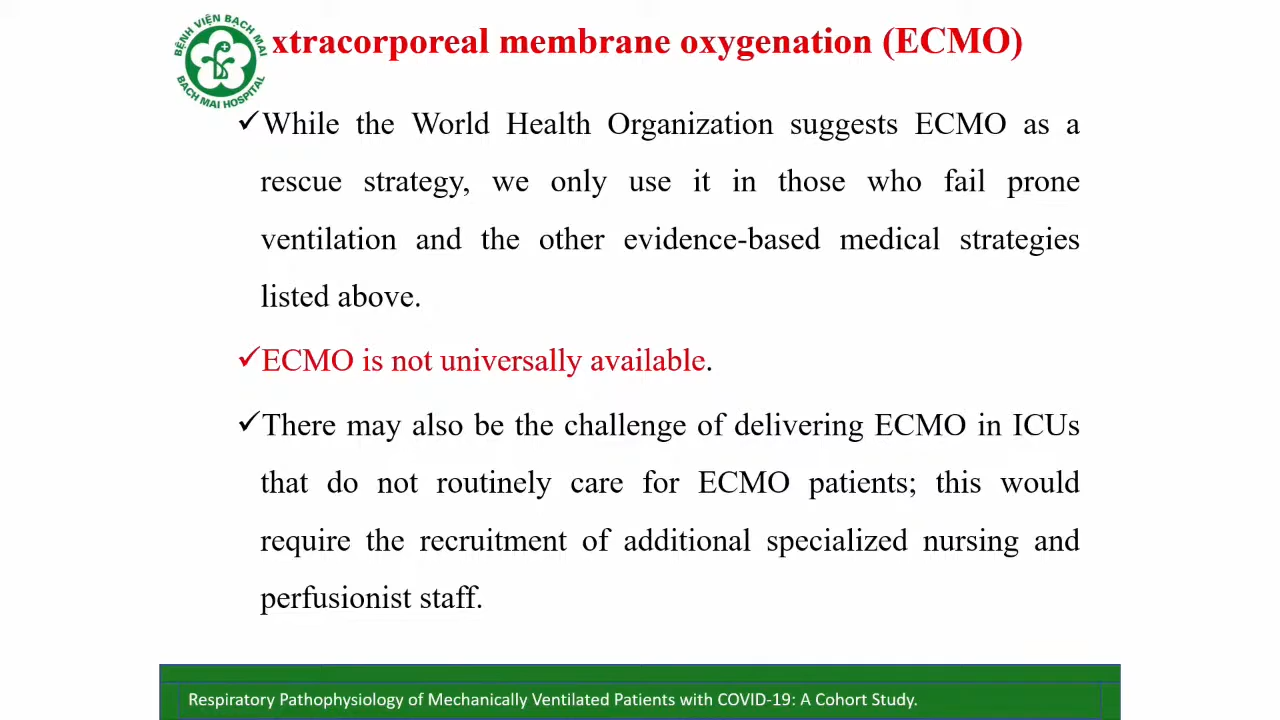 BỆNH VIỆN BẠCH MAI
BACH MAI HOSPITAL
xtracorporeal membrane oxygenation (ECMO)
✓While the World Health Organization suggests ECMO as a
rescue strategy, we only use it in those who fail prone
ventilation and the other evidence-based medical strategies
listed above.
✓ECMO is not universally available.
✓There may also be the challenge of delivering ECMO in ICUs
that do not routinely care for ECMO patients; this would
require the recruitment of additional specialized nursing and
perfusionist staff.
Respiratory Pathophysiology of Mechanically Ventilated Patients with COVID-19: A Cohort Study.